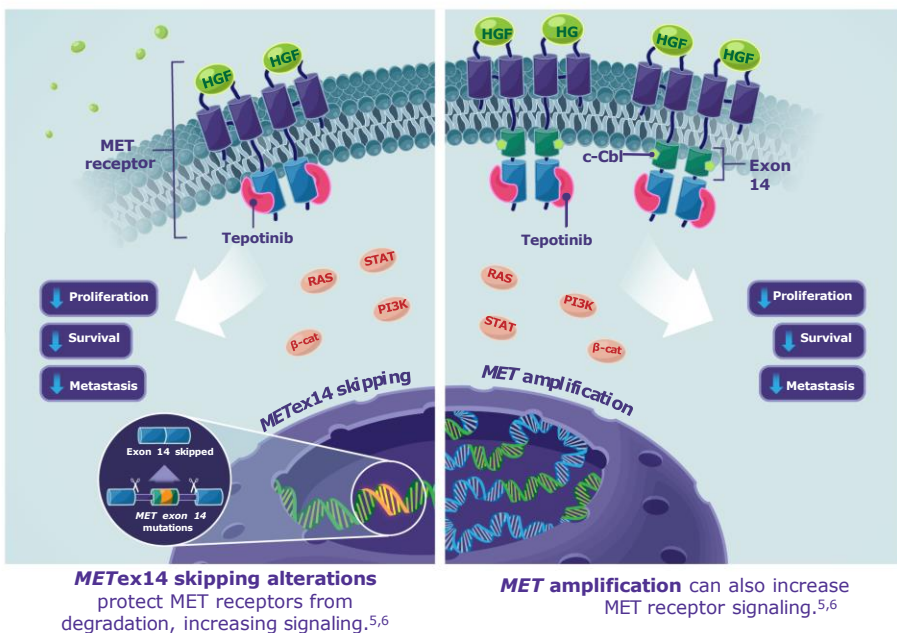 HGF
HGF
MET
receptor
Tepotinib
RAS
STAT
PI3K
β-cat
Proliferation
Survival
Metastasis
METex14 skipping
Exon 14 skipped
MET exon 14
mutations
METex14 skipping alterations
protect MET receptors from
degradation, increasing signaling.5,6
HGF
HG
HGF
HGF
c-Cbl
Exon
14
Tepotinib
RAS
PI3K
STAT
β-cat
Proliferation
Survival
Metastasis
MET amplification
MET amplification can also increase
MET receptor signaling.5,6